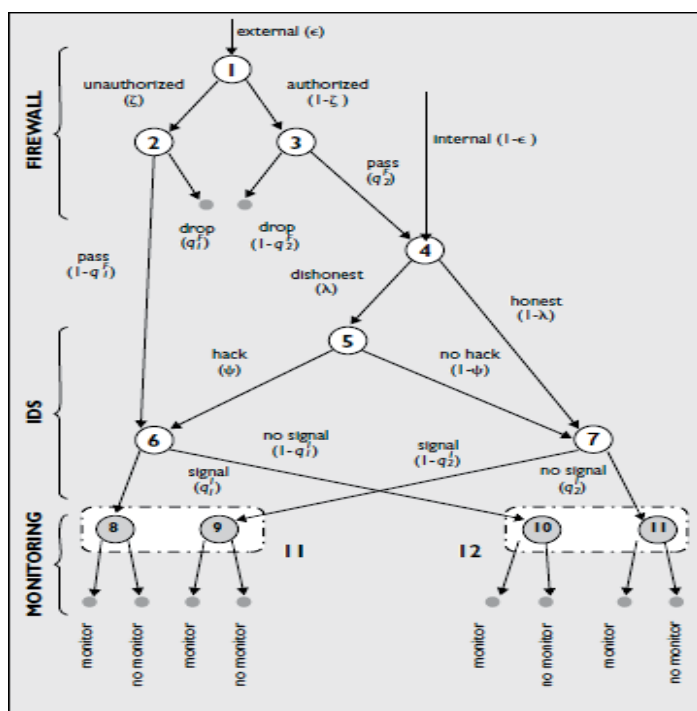 external (ϵ)
1
unauthorized
(ζ)
authorized
(1-ζ )
FIREWALL
2
3
internal (1-ϵ )
pass
(q₂ᶠ)
drop
(q₁ᶠ)
drop
(1-q₂ᶠ)
4
pass
(1-q₁ᶠ)
dishonest
(λ)
honest
(1-λ)
5
hack
(ψ)
no hack
(1-ψ)
IDS
6
7
no signal
(1-q₁ᴵ)
signal
(1-q₂ᴵ)
signal
(q₁ᴵ)
no signal
(q₂ᴵ)
MONITORING
8
9
10
11
I1
I2
monitor
no monitor
monitor
no monitor
monitor
no monitor
monitor
no monitor